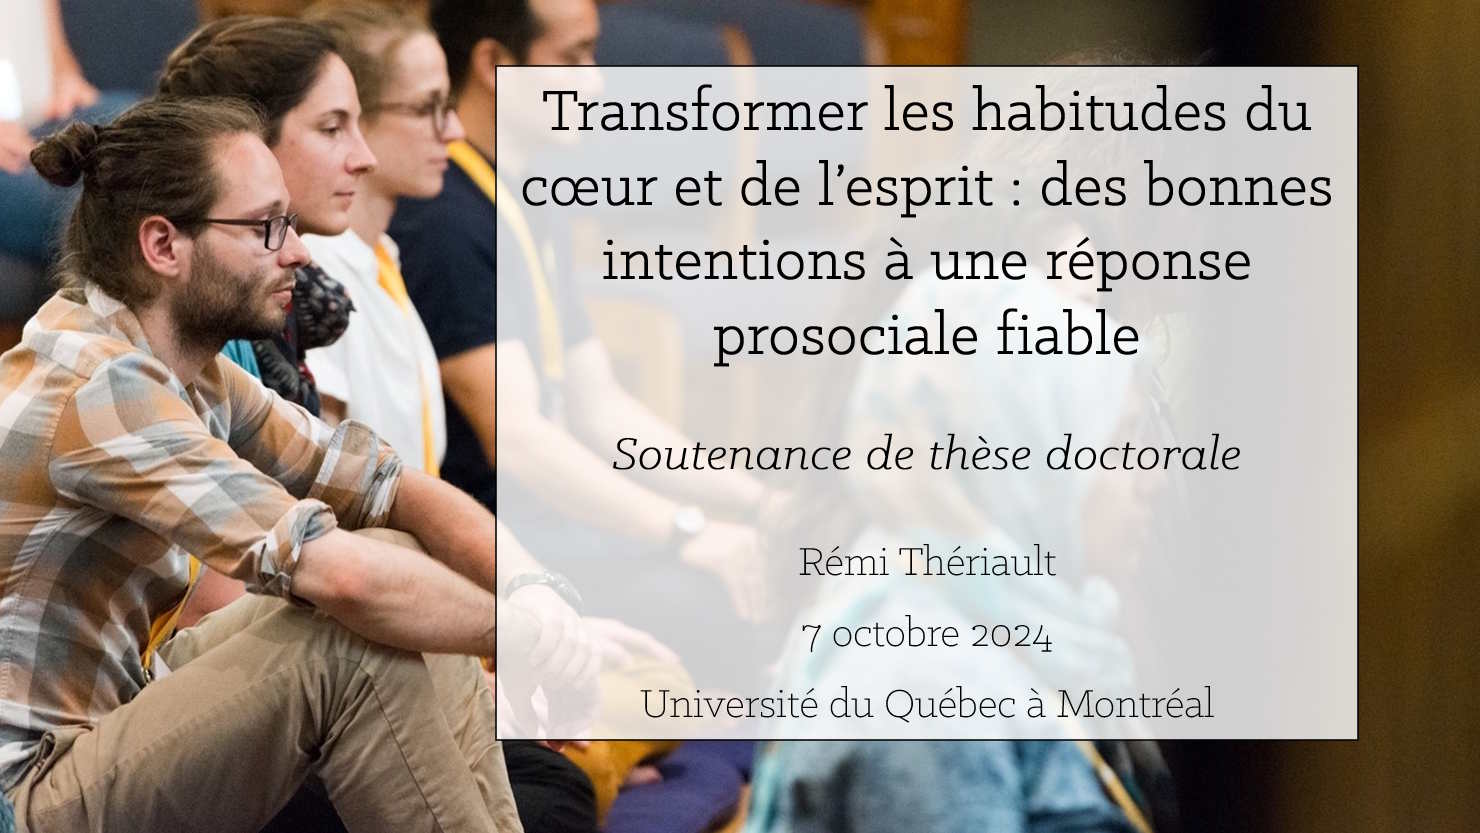 Transformer les habitudes du
cœur et de l’esprit : des bonnes
intentions à une réponse
prosociale fiable
Soutenance de thèse doctorale
Rémi Thériault
7 octobre 2024
Université du Québec à Montréal